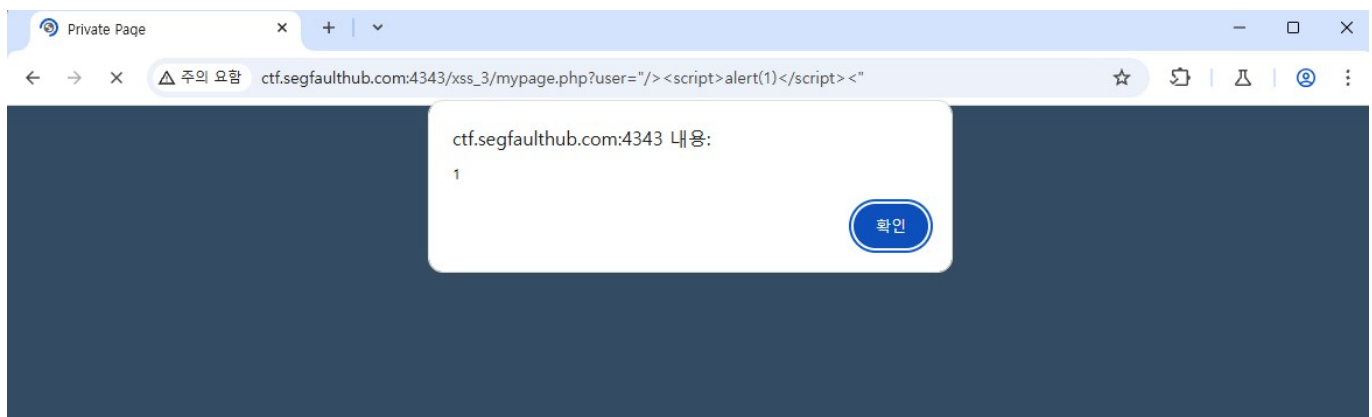 Private Page
주의 요함 ctf.segfaulthub.com:4343/xss_3/mypage.php?user="/><script>alert(1)</script><"
ctf.segfaulthub.com:4343 내용:
1
확인